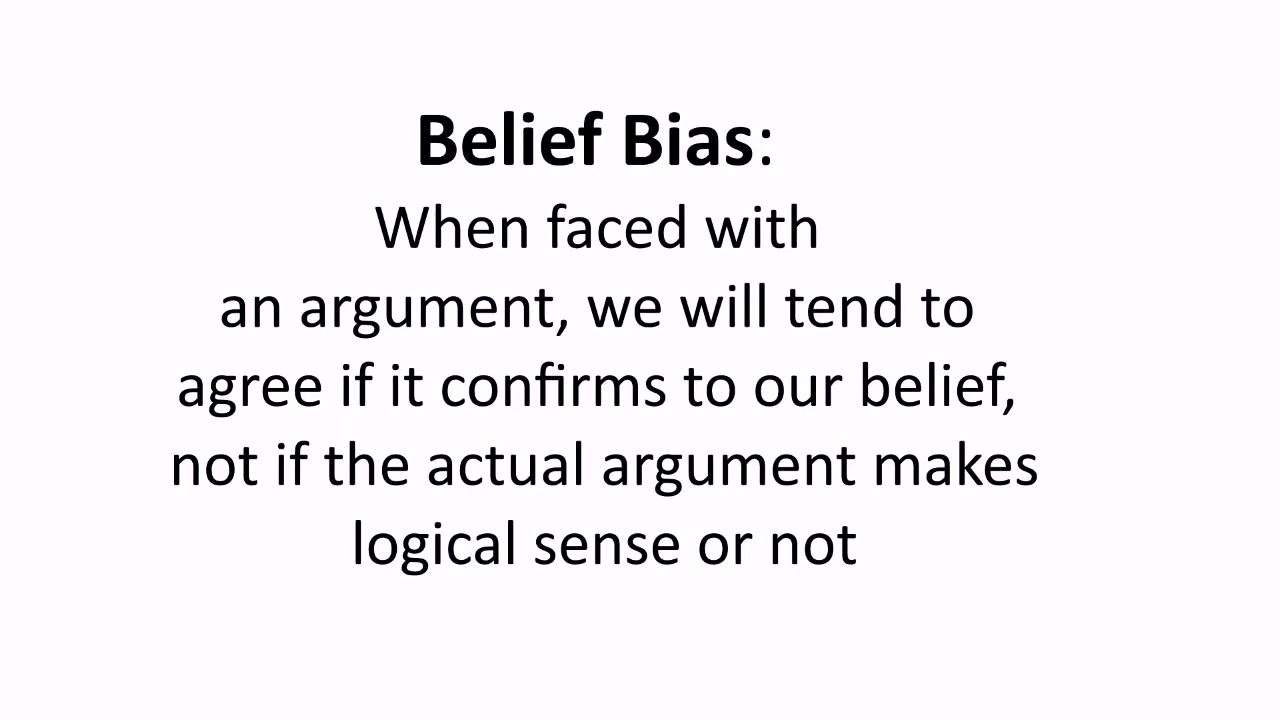 Belief Bias:
When faced with
an argument, we will tend to
agree if it confirms to our belief,
not if the actual argument makes
logical sense or not